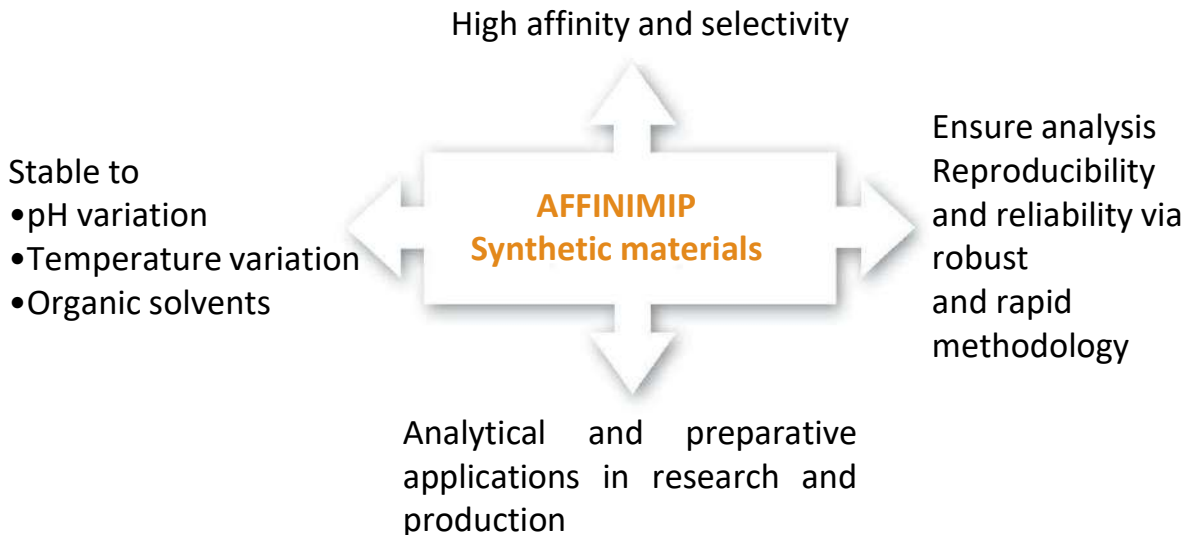 High affinity and selectivity
Stable to
•pH variation
•Temperature variation
•Organic solvents
AFFINIMIP
Synthetic materials
Ensure analysis
Reproducibility
and reliability via
robust
and rapid
methodology
Analytical and preparative
applications in research and
production